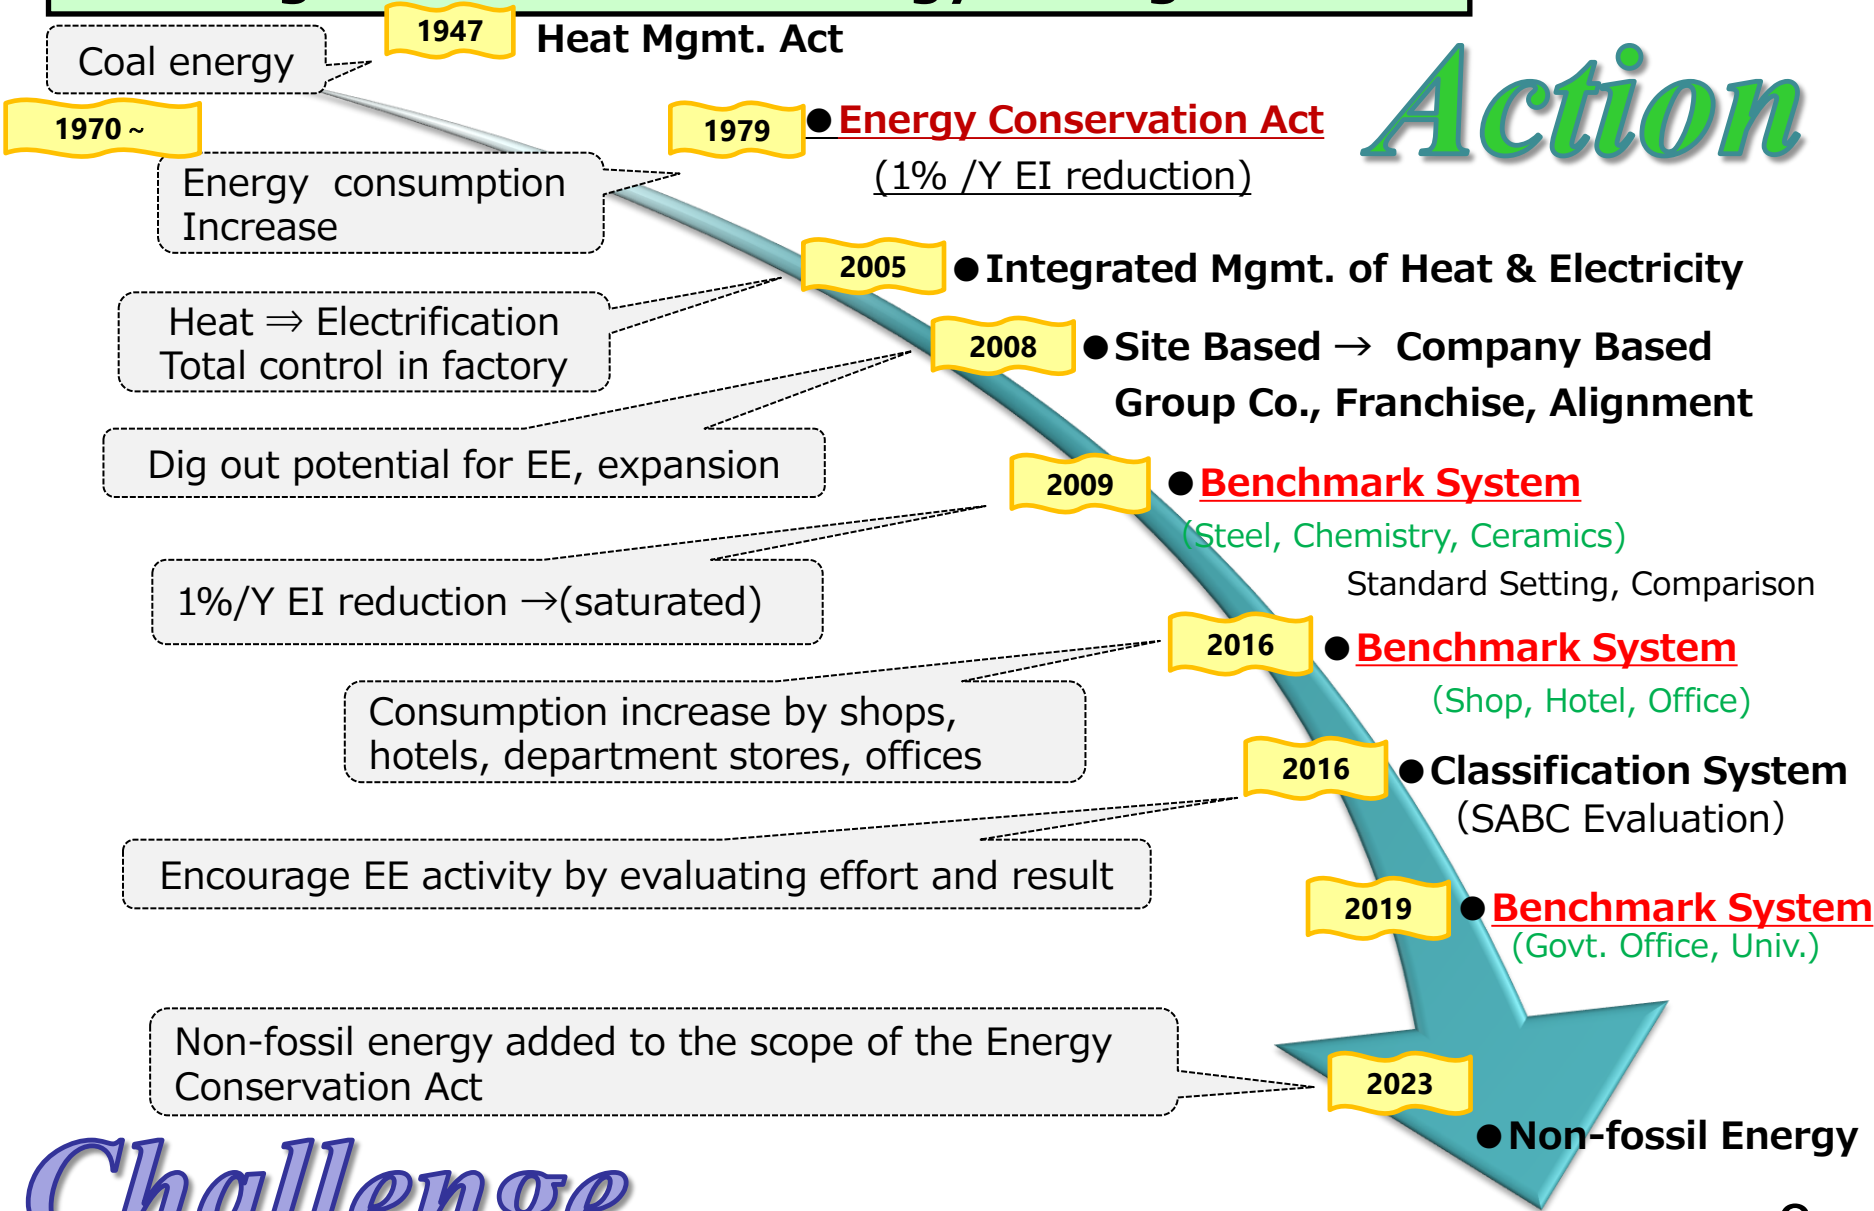 1947
Heat Mgmt. Act
Coal energy
Action
1970 ~
1979
●Energy Conservation Act
(1% /Y EI reduction)
Energy consumption
Increase
2005
●Integrated Mgmt. of Heat & Electricity
Heat ⇒ Electrification
Total control in factory
2008
●Site Based → Company Based
Group Co., Franchise, Alignment
Dig out potential for EE, expansion
2009
●Benchmark System
(Steel, Chemistry, Ceramics)
Standard Setting, Comparison
1%/Y EI reduction →(saturated)
2016
●Benchmark System
(Shop, Hotel, Office)
Consumption increase by shops,
hotels, department stores, offices
2016
●Classification System
(SABC Evaluation)
Encourage EE activity by evaluating effort and result
2019
●Benchmark System
(Govt. Office, Univ.)
Non-fossil energy added to the scope of the Energy
Conservation Act
2023
●Non-fossil Energy
Challenge